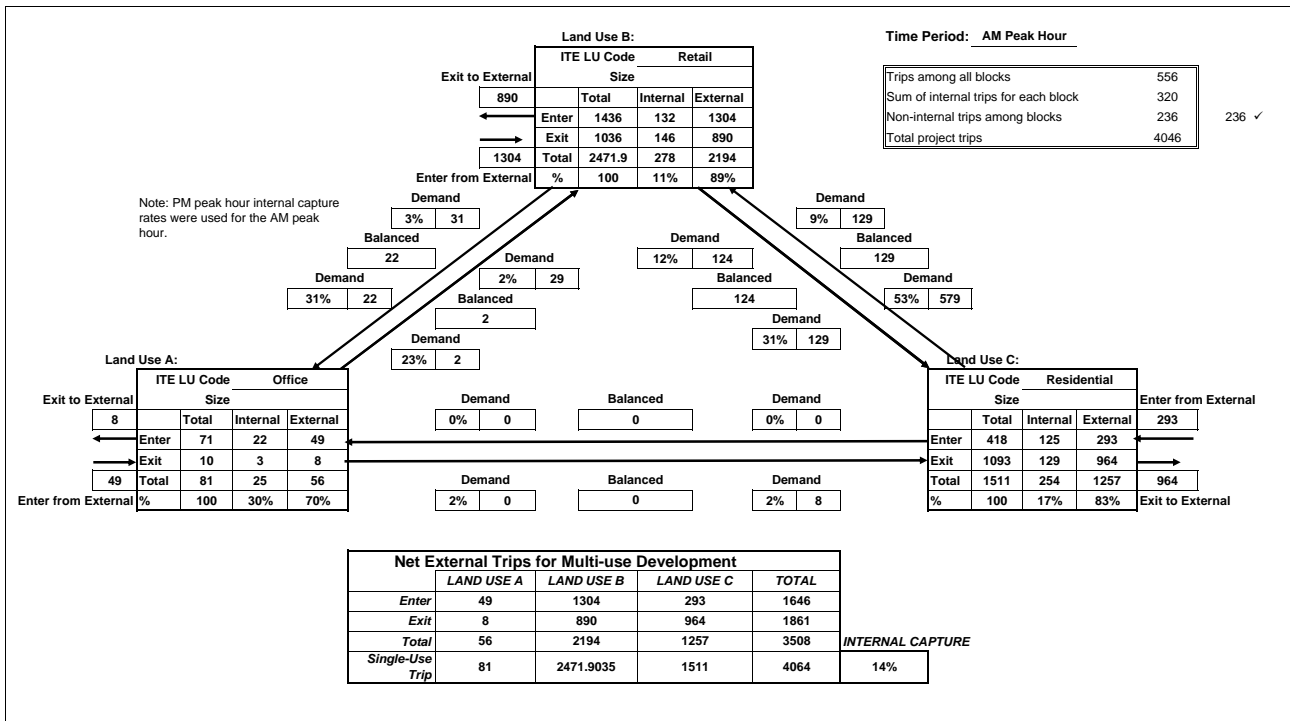 Land Use B:
Time Period: AM Peak Hour
ITE LU Code Retail
Exit to External Size
890 Total Internal External
Enter 1436 132 1304
Exit 1036 146 890
1304 Total 2471.9 278 2194
Enter from External % 100 11% 89%
Trips among all blocks 556
Sum of internal trips for each block 320
Non-internal trips among blocks 236 236 ✓
Total project trips 4046
Note: PM peak hour internal capture
rates were used for the AM peak
hour.
Demand
3% 31
Balanced
22
Demand
31% 22
Demand
2% 29
Balanced
2
Demand
23% 2
Demand
12% 124
Balanced
124
Demand
31% 129
Demand
9% 129
Balanced
129
Demand
53% 579
Land Use A:
ITE LU Code Office
Exit to External Size
8 Total Internal External
Enter 71 22 49
Exit 10 3 8
49 Total 81 25 56
Enter from External % 100 30% 70%
Demand Balanced Demand
0% 0 0 0% 0
Demand Balanced Demand
2% 0 0 2% 8
Land Use C:
ITE LU Code Residential
Size Enter from External
Total Internal External 293
Enter 418 125 293
Exit 1093 129 964
Total 1511 254 1257 964
% 100 17% 83% Exit to External
Net External Trips for Multi-use Development
LAND USE A LAND USE B LAND USE C TOTAL
Enter 49 1304 293 1646
Exit 8 890 964 1861
Total 56 2194 1257 3508 INTERNAL CAPTURE
Single-Use
Trip 81 2471.9035 1511 4064 14%